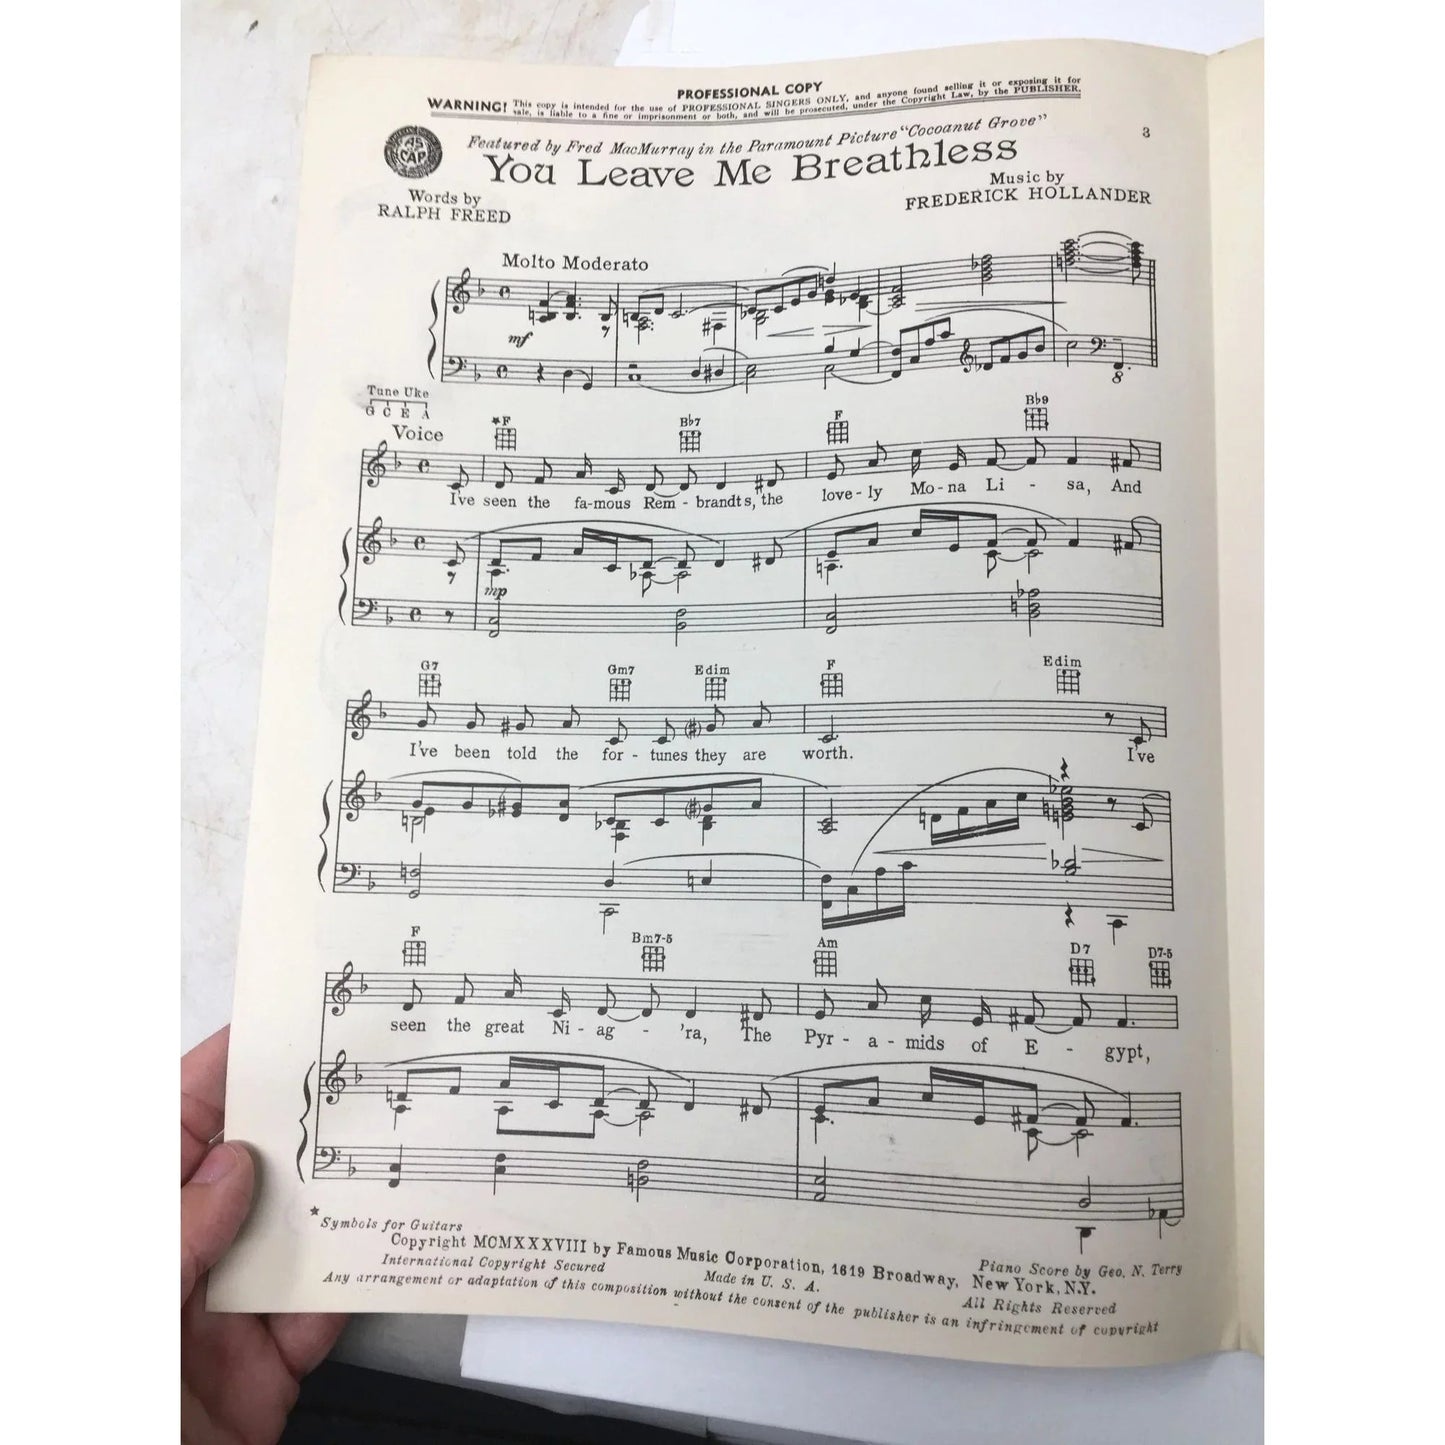 PROFESSIONAL COPY
WARNING! This copy is intended for the use of PROFESSIONAL SINGERS ONLY, and anyone found selling it or exposing it for
sale, is liable to a fine or imprisonment or both, and will be prosecuted, under the Copyright Law, by the PUBLISHER.
3
AS CAP
Featured by Fred MacMurray in the Paramount Picture "Cocoanut Grove"
You Leave Me Breathless
Words by
RALPH FREED
Music by
FREDERICK HOLLANDER
Molto Moderato
mf
8
Tune Uke
G C E A
Voice
*F Bb7 F Bb9
I've seen the fa-mous Rem-brandts, the love-ly Mo-na Li - sa, And
mp
G7 Gm7 Edim F Edim
I've been told the for-tunes they are worth. I've
F Bm7-5 Am D7 D7-5
seen the great Ni-ag - 'ra, The Pyr-a-mids of E - gypt,
*Symbols for Guitars
Copyright MCMXXXVIII by Famous Music Corporation, 1619 Broadway, New York, N.Y.
Piano Score by Geo. N. Terry
International Copyright Secured Made in U. S. A. All Rights Reserved
Any arrangement or adaptation of this composition without the consent of the publisher is an infringement of copyright